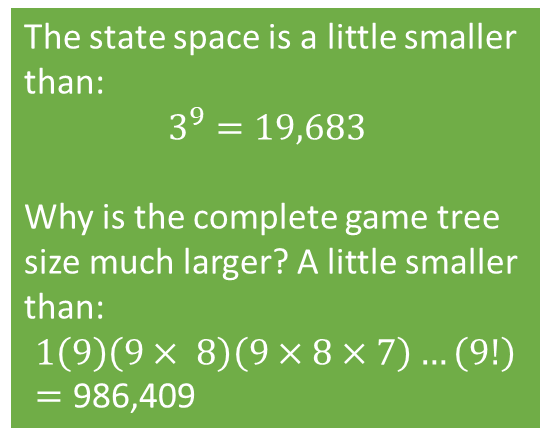 The state space is a little smaller
than:
3⁹ = 19,683
Why is the complete game tree
size much larger? A little smaller
than:
1(9)(9 × 8)(9 × 8 × 7) … (9!)
= 986,409